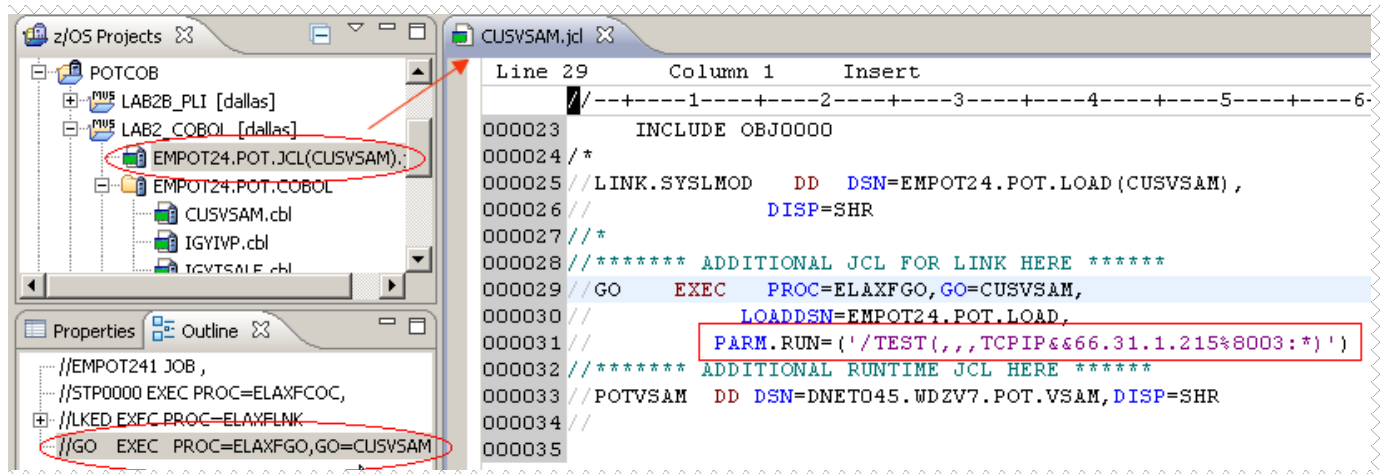 z/OS Projects
POTCOB
LAB2B_PLI [dallas]
LAB2_COBOL [dallas]
EMPOT24.POT.JCL(CUSVSAM).
EMPOT24.POT.COBOL
CUSVSAM.cbl
IGYIVP.cbl
IGYTSALE.cbl
Properties Outline
//EMPOT241 JOB ,
//STP0000 EXEC PROC=ELAXFCOC,
//LKED EXEC PROC=ELAXFLNK
//GO EXEC PROC=ELAXFGO,GO=CUSVSAM
CUSVSAM.jcl
Line 29 Column 1 Insert
//--+----1----+----2----+----3----+----4----+----5----+----6-
000023 INCLUDE OBJ0000
000024 /*
000025 //LINK.SYSLMOD DD DSN=EMPOT24.POT.LOAD(CUSVSAM),
000026 // DISP=SHR
000027 //*
000028 //******* ADDITIONAL JCL FOR LINK HERE ******
000029 //GO EXEC PROC=ELAXFGO,GO=CUSVSAM,
000030 // LOADDSN=EMPOT24.POT.LOAD,
000031 // PARM.RUN=('/TEST(,,,TCPIP&&66.31.1.215%8003:*)')
000032 //******* ADDITIONAL RUNTIME JCL HERE ******
000033 //POTVSAM DD DSN=DNET045.WDZV7.POT.VSAM,DISP=SHR
000034 //
000035